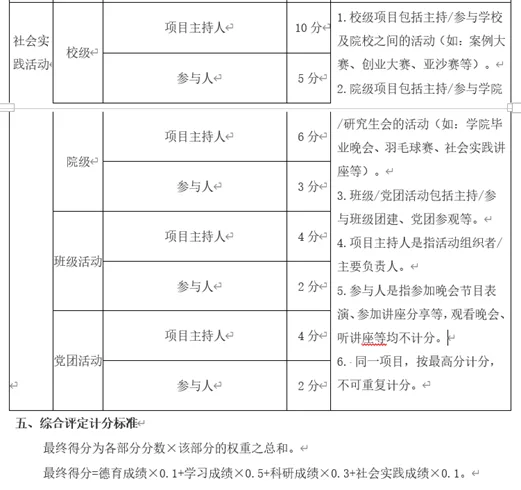 社会实
践活动
校级
项目主持人
10 分
参与人
5 分
1.校级项目包括主持/参与学校
及院校之间的活动（如：案例大
赛、创业大赛、亚沙赛等）。
2.院级项目包括主持/参与学院
院级
项目主持人
6 分
参与人
3 分
班级活动
项目主持人
4 分
参与人
2 分
党团活动
项目主持人
4 分
参与人
2 分
/研究生会的活动（如：学院毕
业晚会、羽毛球赛、社会实践讲
座等）。
3.班级/党团活动包括主持/参
与班级团建、党团参观等。
4.项目主持人是指活动组织者/
主要负责人。
5.参与人是指参加晚会节目表
演、参加讲座分享等，观看晚会、
听讲座等均不计分。
6. 同一项目，按最高分计分，
不可重复计分。
五、综合评定计分标准
最终得分为各部分分数×该部分的权重之总和。
最终得分=德育成绩×0.1+学习成绩×0.5+科研成绩×0.3+社会实践成绩×0.1。